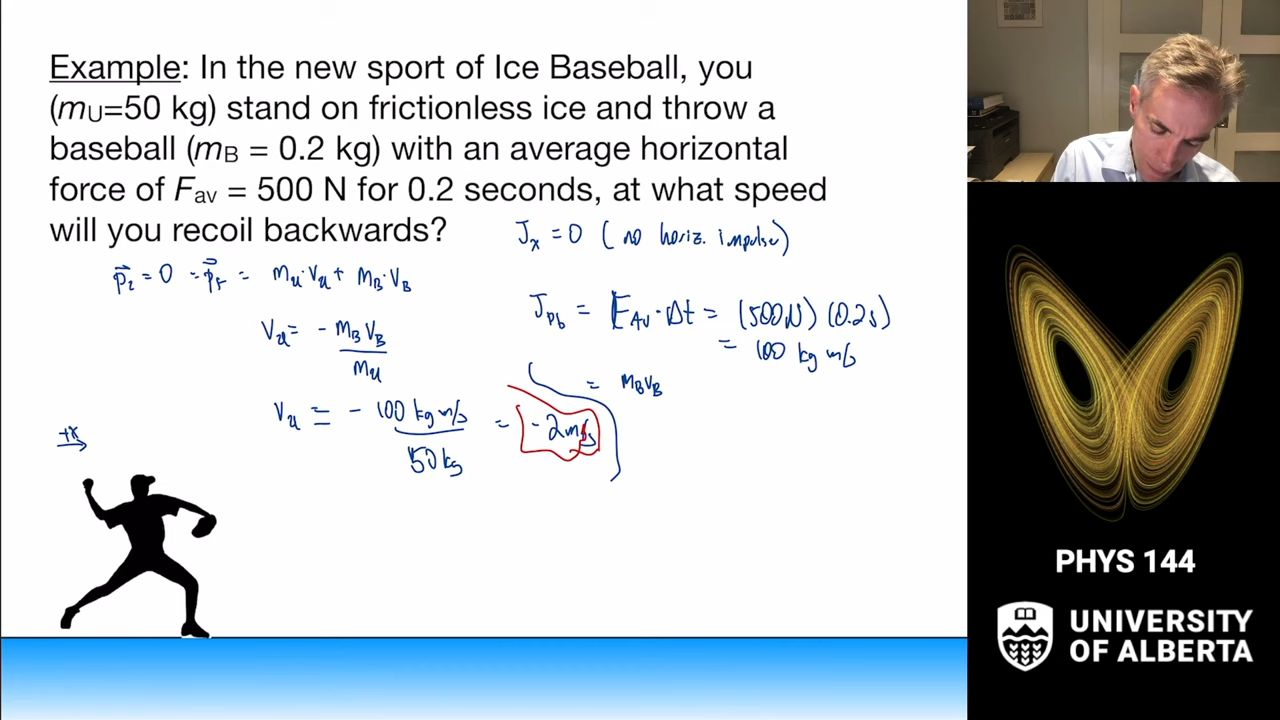 Example: In the new sport of Ice Baseball, you
(mU=50 kg) stand on frictionless ice and throw a
baseball (mB = 0.2 kg) with an average horizontal
force of Fav = 500 N for 0.2 seconds, at what speed
will you recoil backwards?
Jx = 0 (no horiz. impulse)
p⃗i = 0 = p⃗f = mu·vu + mB·vB
Jpb = FAv·Δt = (500N)(0.2s)
= 100 kg m/s
= mBvB
Vu = - mBvB / mu
Vu = - 100 kg m/s / 50 kg = -2 m/s
+x
PHYS 144
UNIVERSITY
OF ALBERTA